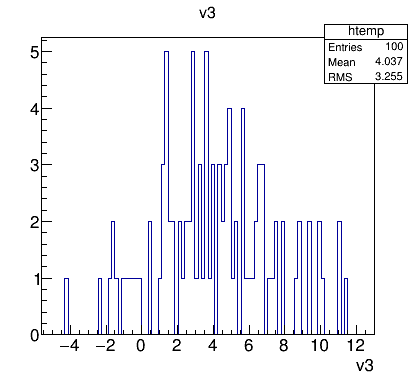 v3
htemp
Entries 100
Mean 4.037
RMS 3.255
5
4
3
2
1
0
−4 −2 0 2 4 6 8 10 12
v3